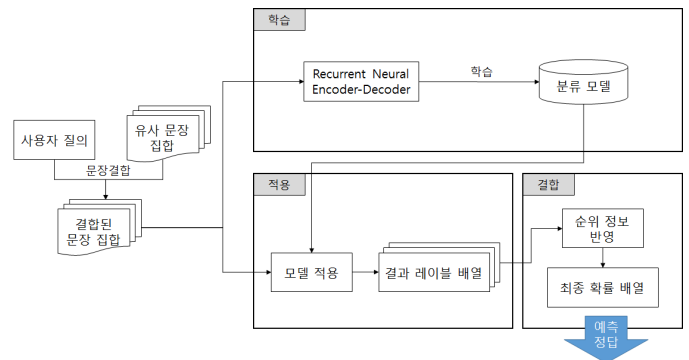 학습
Recurrent Neural
Encoder-Decoder
학습
분류 모델
사용자 질의
유사 문장
집합
문장결합
결합된
문장 집합
적용
모델 적용
결과 레이블 배열
결합
순위 정보
반영
최종 확률 배열
예측
정답